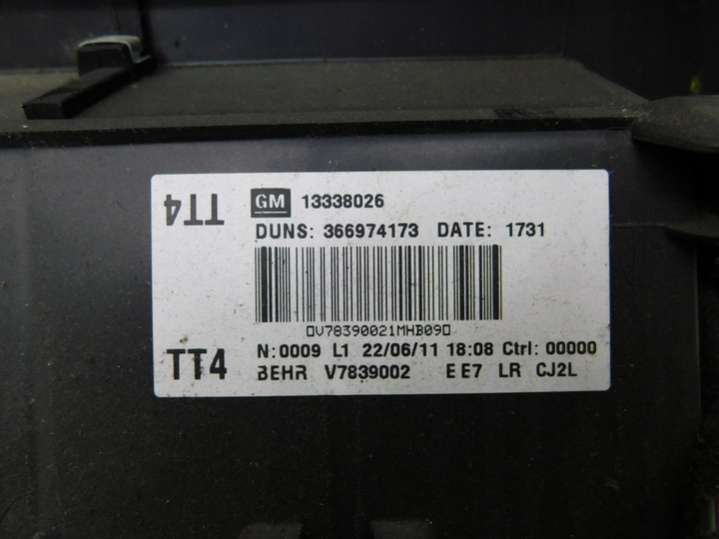 TT4
GM 13338026
DUNS: 366974173 DATE: 1731
▯V78390021MHB09▯
TT4
N:0009 L1 22/06/11 18:08 Ctrl: 00000
BEHR V7839002 E E7 LR CJ2L